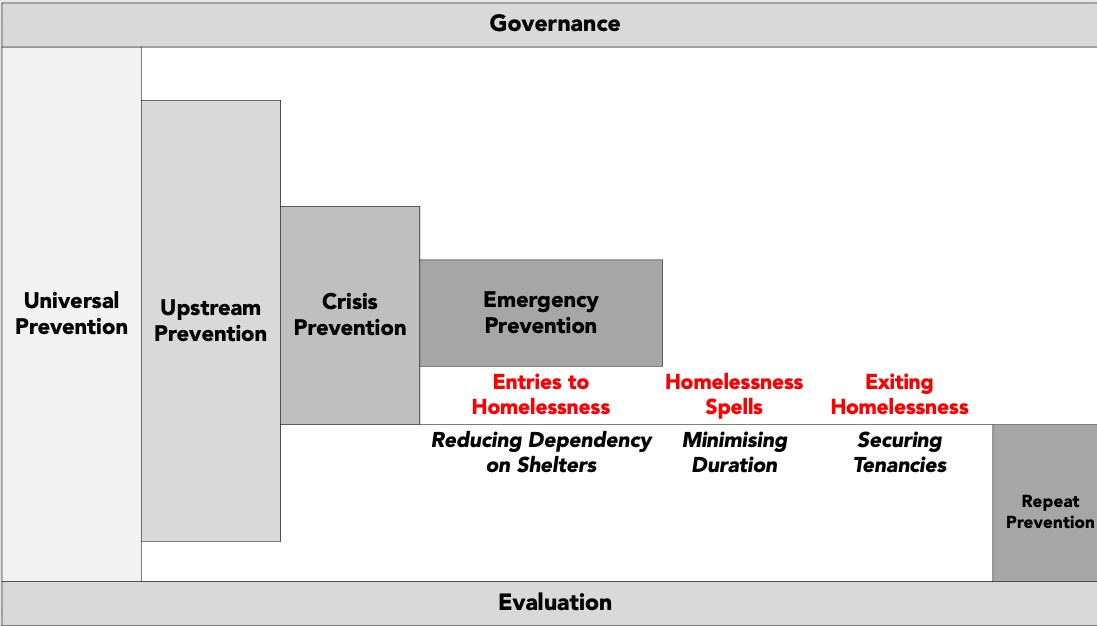 Governance
Universal
Prevention
Upstream
Prevention
Crisis
Prevention
Emergency
Prevention
Entries to
Homelessness
Homelessness
Spells
Exiting
Homelessness
Reducing Dependency
on Shelters
Minimising
Duration
Securing
Tenancies
Repeat
Prevention
Evaluation